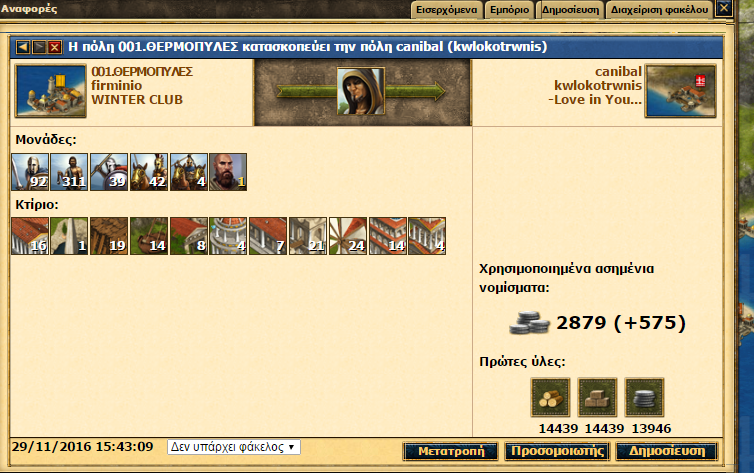 Αναφορές
Εισερχόμενα Εμπόριο Δημοσίευση Διαχείριση φακέλου
Η πόλη 001.ΘΕΡΜΟΠΥΛΕΣ κατασκοπεύει την πόλη canibal (kwlokotrwnis)
001.ΘΕΡΜΟΠΥΛΕΣ
firminio
WINTER CLUB
canibal
kwlokotrwnis
-Love in You...
Μονάδες:
92 311 39 42 4 1
Κτίριο:
16 1 19 14 8 4 7 21 24 14 4
Χρησιμοποιημένα ασημένια
νομίσματα:
2879 (+575)
Πρώτες ύλες:
14439 14439 13946
29/11/2016 15:43:09 Δεν υπάρχει φάκελος
Μετατροπή Προσομοιωτής Δημοσίευση